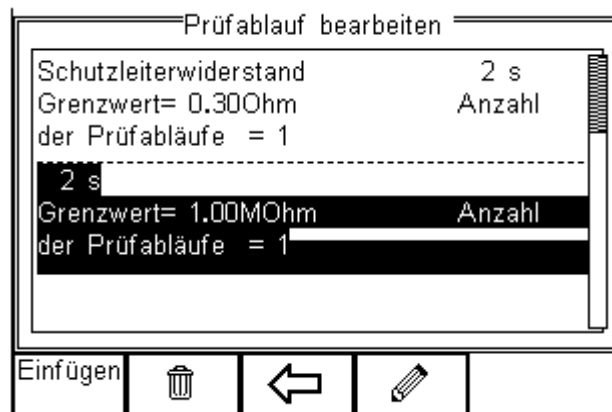 Prüfablauf bearbeiten
Schutzleiterwiderstand 2 s
Grenzwert= 0.30Ohm Anzahl
der Prüfabläufe = 1
2 s
Grenzwert= 1.00MOhm Anzahl
der Prüfabläufe = 1
Einfügen